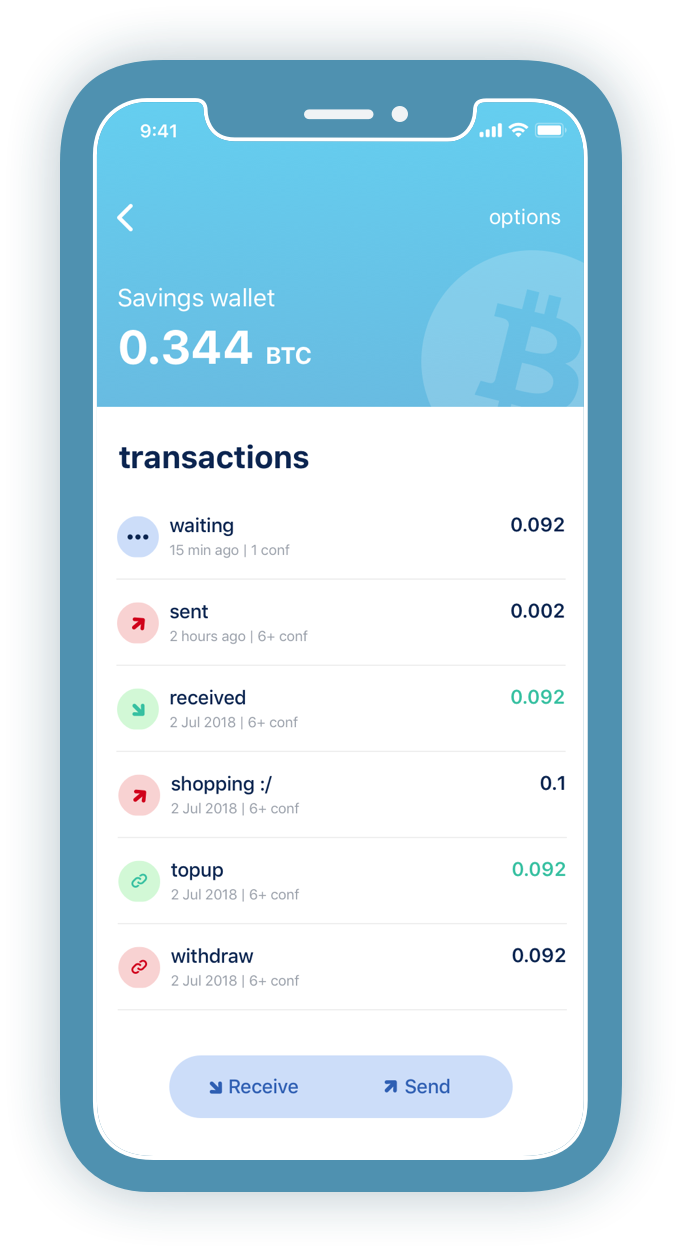 9:41
options
Savings wallet
0.344 BTC
transactions
waiting 0.092
15 min ago | 1 conf
sent 0.002
2 hours ago | 6+ conf
received 0.092
2 Jul 2018 | 6+ conf
shopping :/ 0.1
2 Jul 2018 | 6+ conf
topup 0.092
2 Jul 2018 | 6+ conf
withdraw 0.092
2 Jul 2018 | 6+ conf
Receive Send